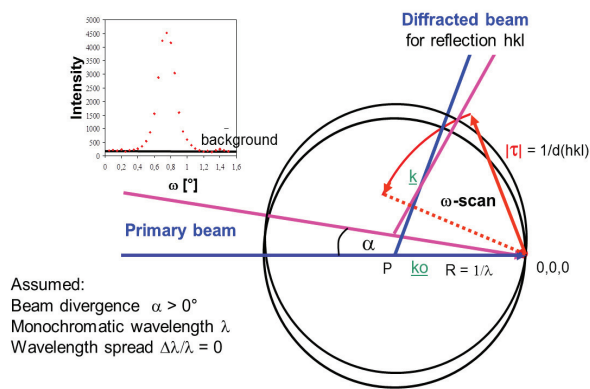 Diffracted beam
for reflection hkl
Intensity
5000
4500
4000
3500
3000
2500
2000
1500
1000
500
0
background
0 0,2 0,4 0,6 0,8 1 1,2 1,4 1,6
ω [°]
|τ| = 1/d(hkl)
k
ω-scan
Primary beam
α
P ko R = 1/λ 0,0,0
Assumed:
Beam divergence α > 0°
Monochromatic wavelength λ
Wavelength spread Δλ/λ = 0